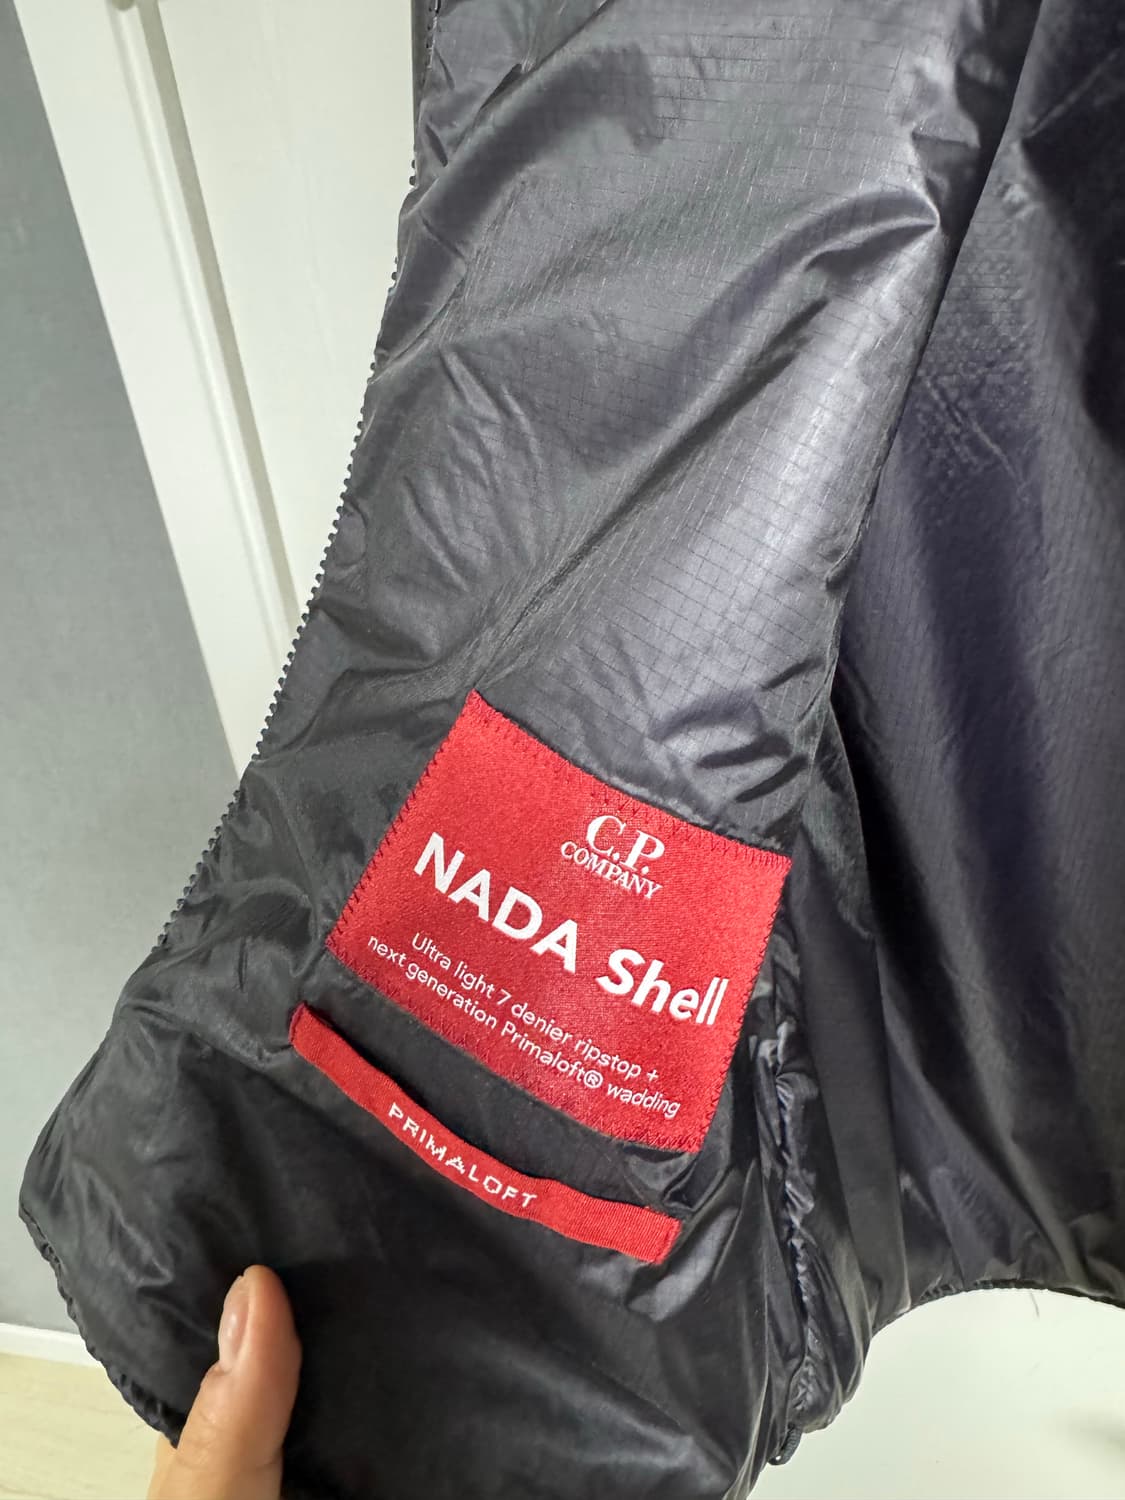 C.P.
COMPANY
NADA Shell
Ultra light 7 denier ripstop +
next generation Primaloft® wadding
PRIMALOFT